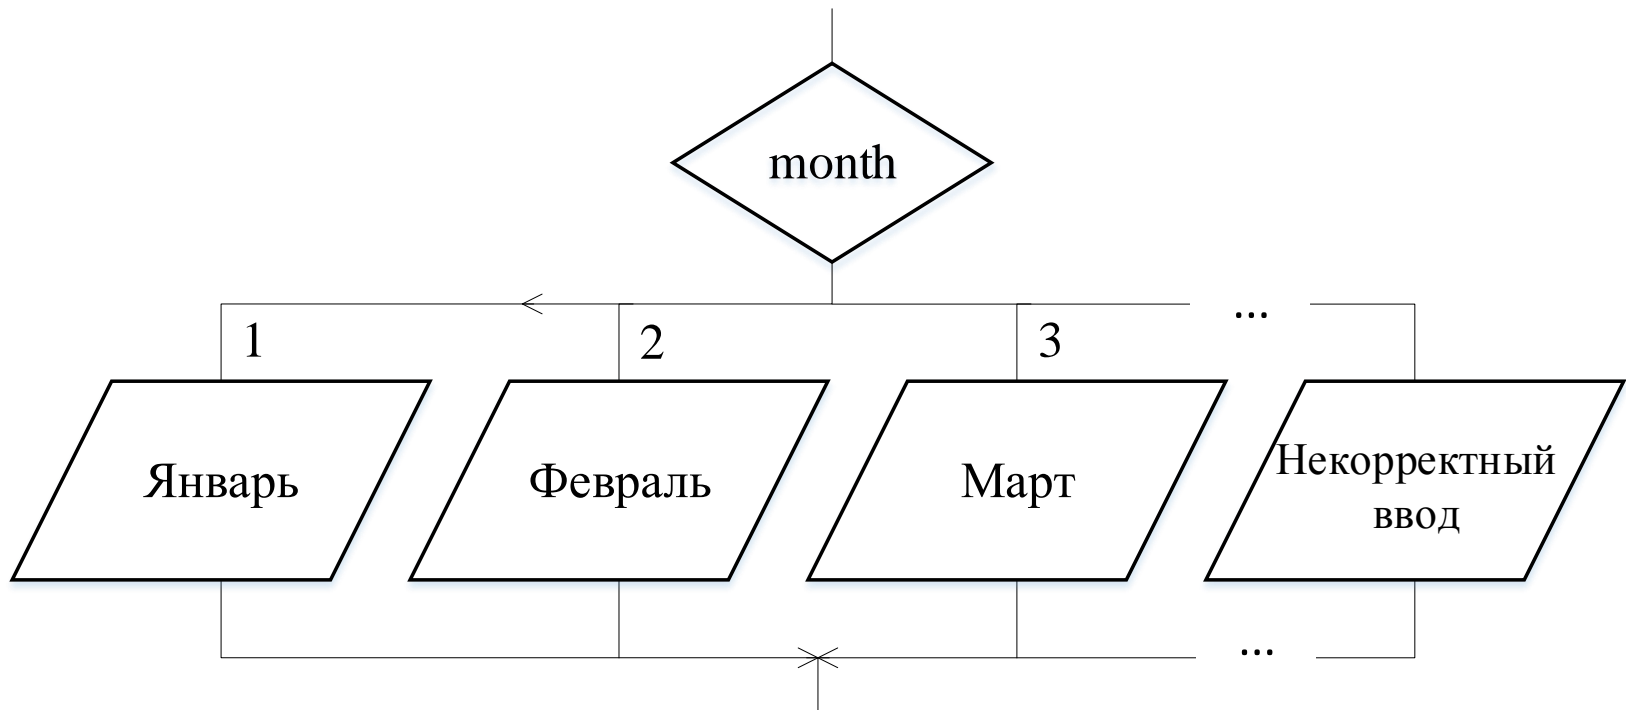 month
1
2
3
...
Январь
Февраль
Март
Некорректный
ввод
...